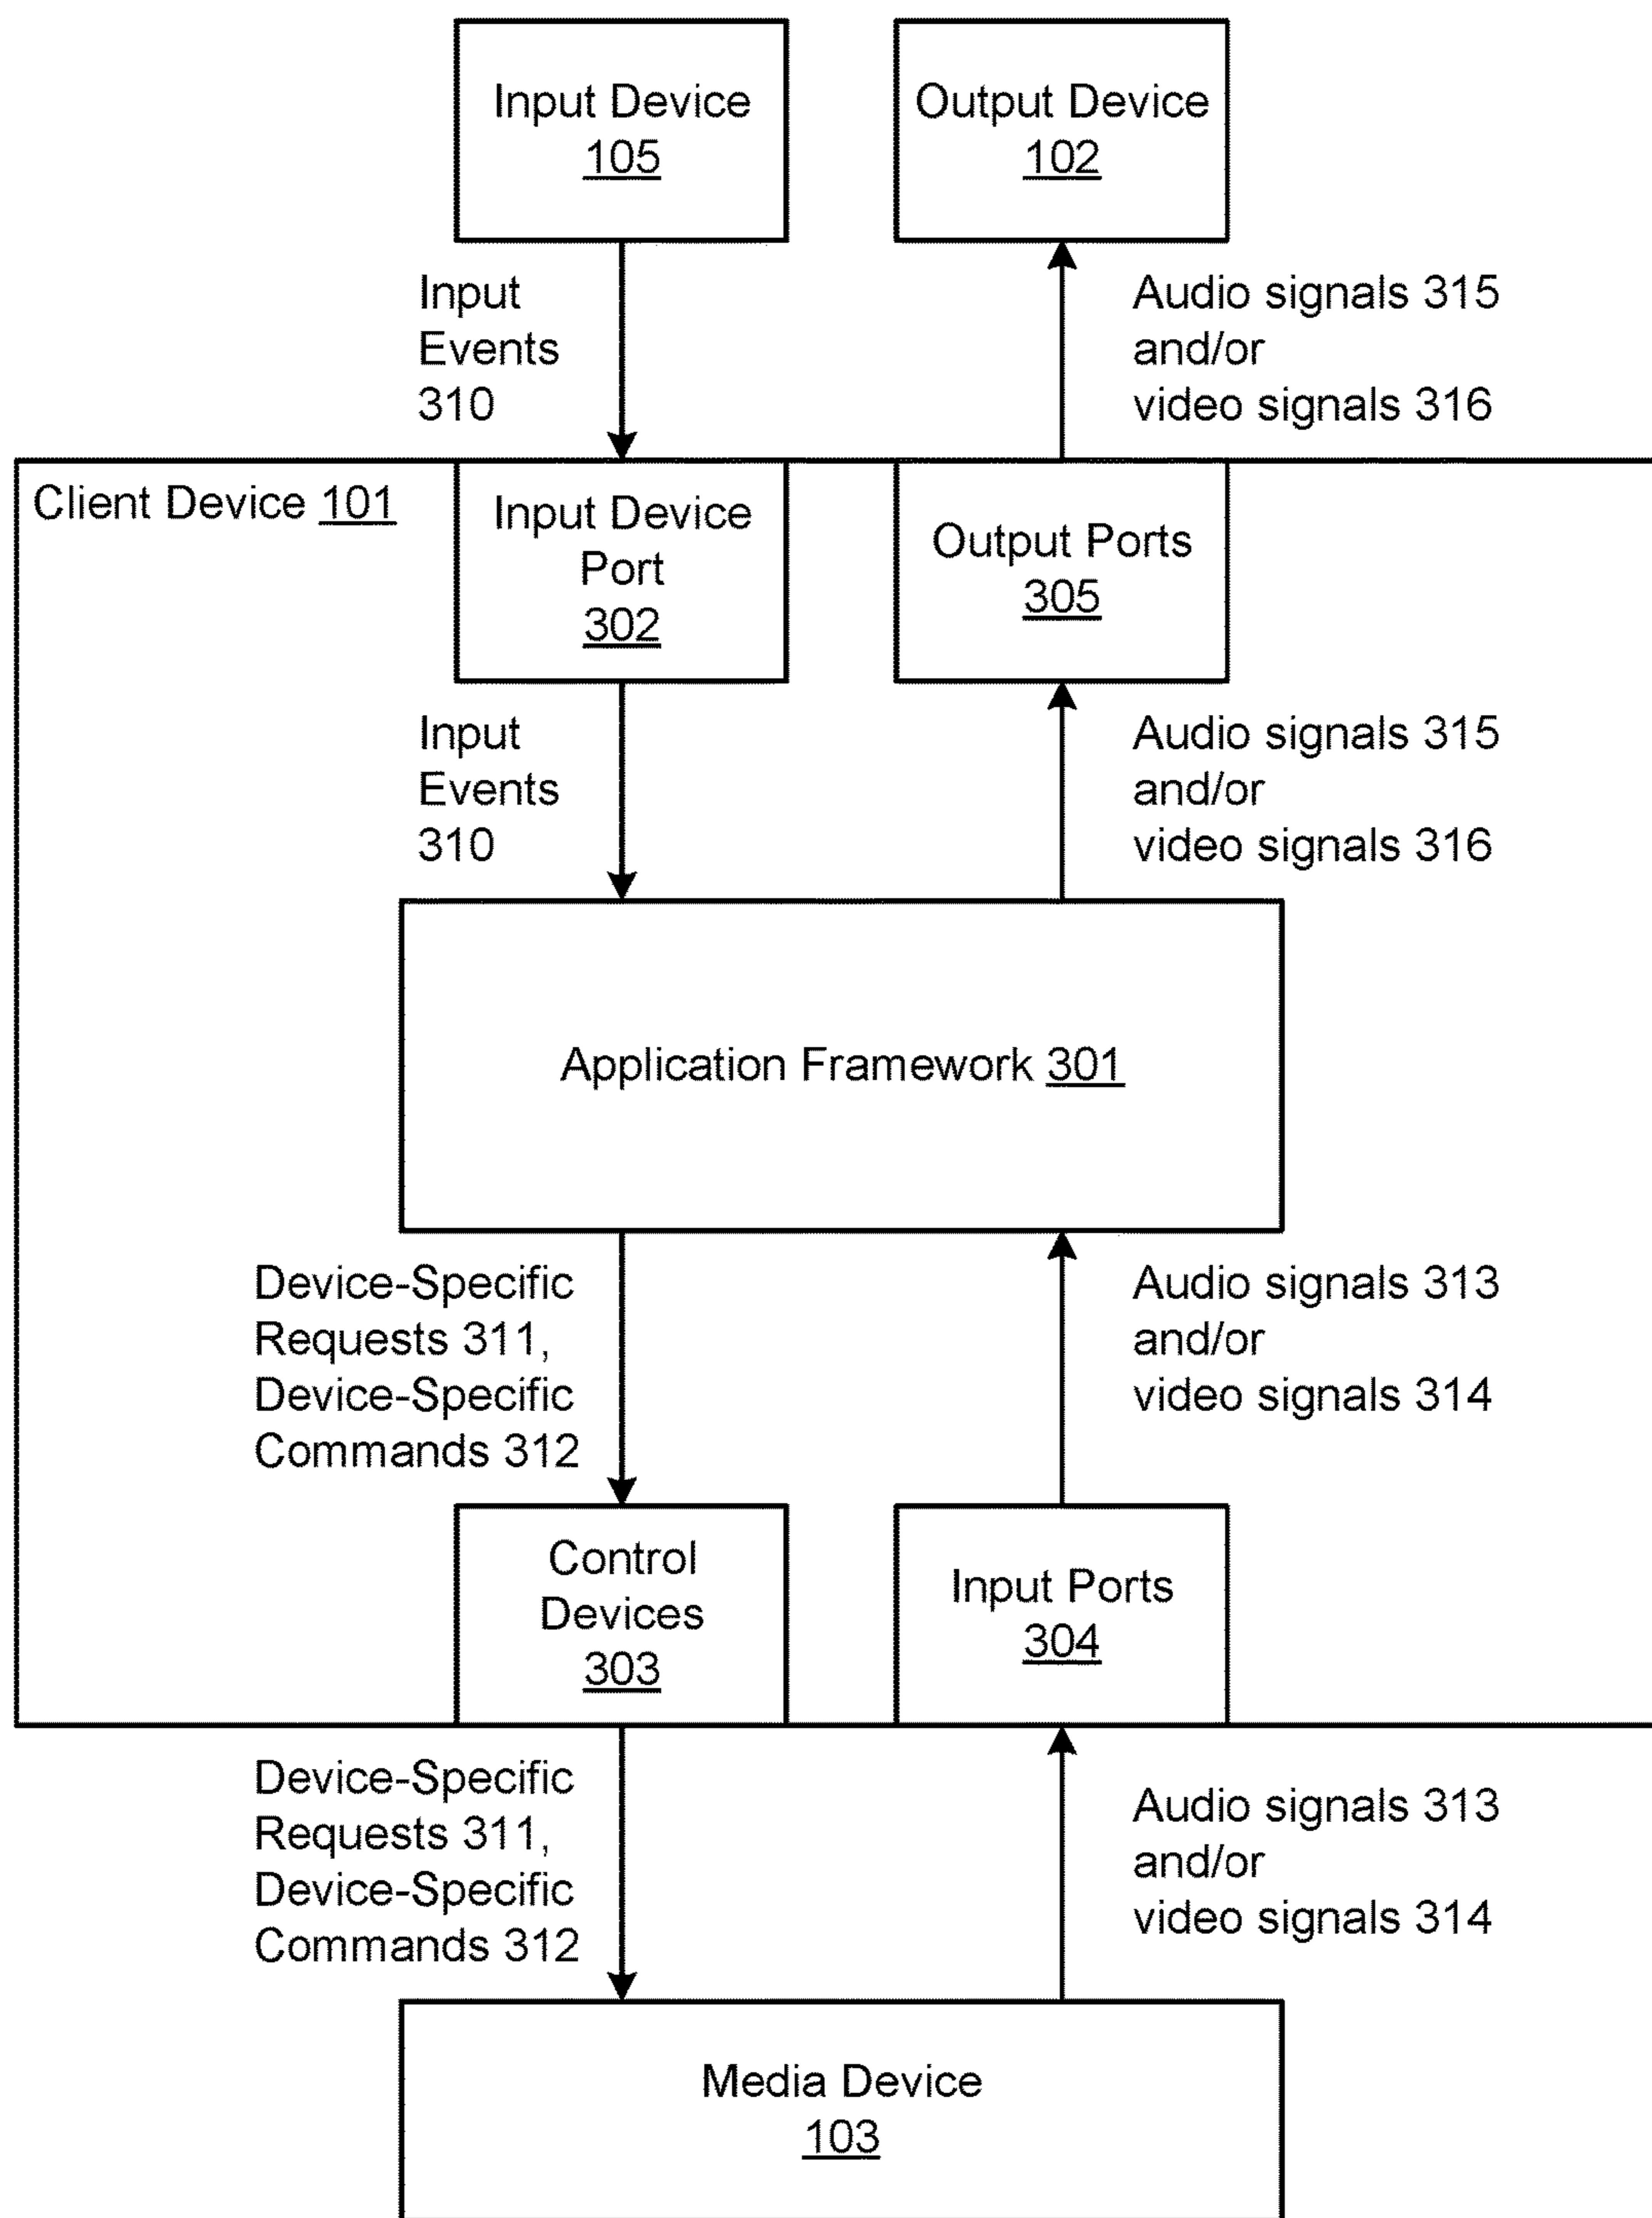 Input Device
105
Output Device
102
Input
Events
310
Audio signals 315
and/or
video signals 316
Client Device 101
Input Device
Port
302
Output Ports
305
Input
Events
310
Audio signals 315
and/or
video signals 316
Application Framework 301
Device-Specific
Requests 311,
Device-Specific
Commands 312
Audio signals 313
and/or
video signals 314
Control
Devices
303
Input Ports
304
Device-Specific
Requests 311,
Device-Specific
Commands 312
Audio signals 313
and/or
video signals 314
Media Device
103